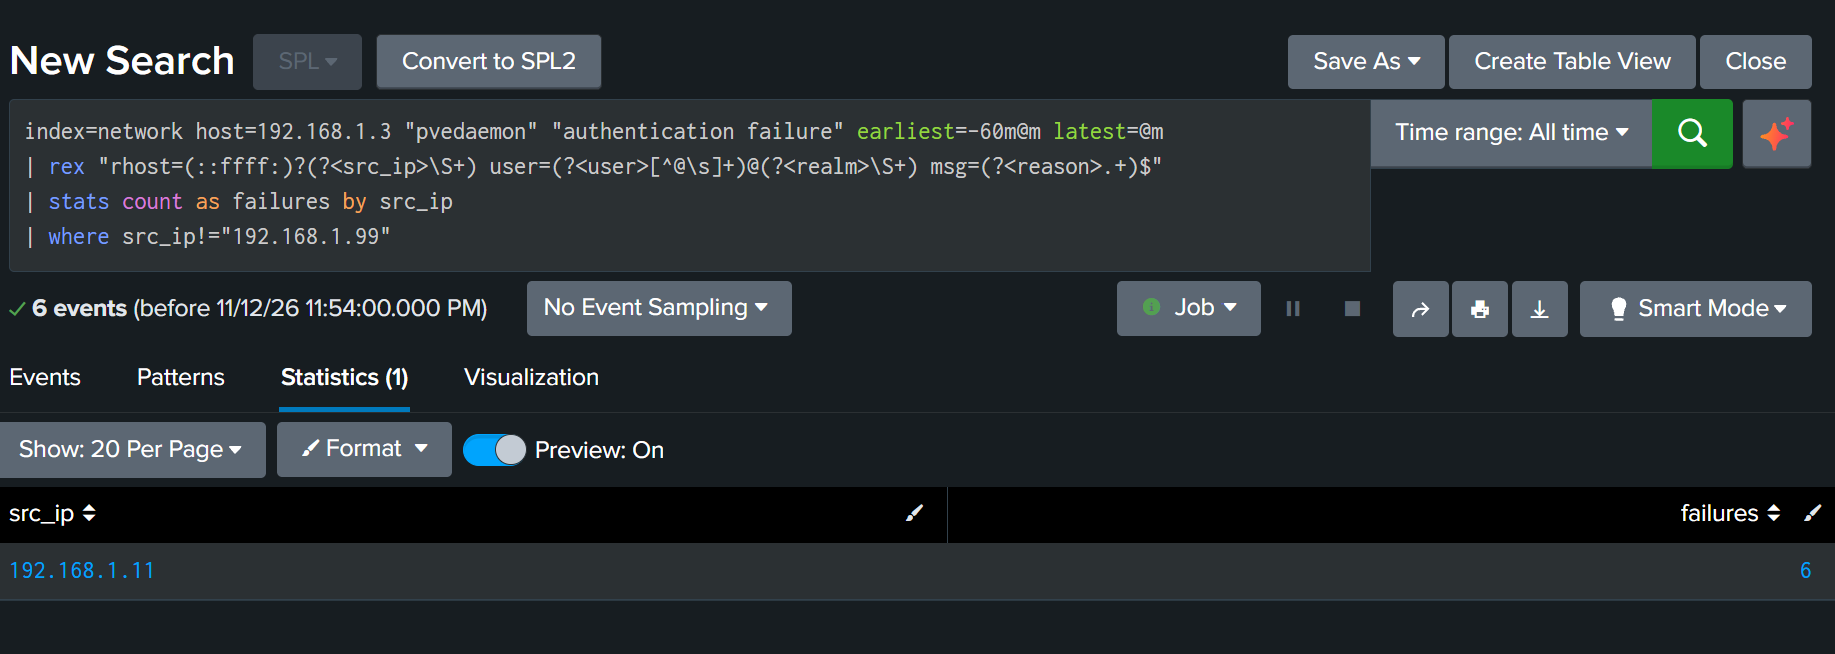 New Search SPL Convert to SPL2 Save As Create Table View Close
index=network host=192.168.1.3 "pvedaemon" "authentication failure" earliest=-60m@m latest=@m
| rex "rhost=(::ffff:)?(?<src_ip>\S+) user=(?<user>[^@\s]+)@(?<realm>\S+) msg=(?<reason>.+)$"
| stats count as failures by src_ip
| where src_ip!="192.168.1.99"
Time range: All time
6 events (before 11/12/26 11:54:00.000 PM) No Event Sampling Job Smart Mode
Events Patterns Statistics (1) Visualization
Show: 20 Per Page Format Preview: On
src_ip failures
192.168.1.11 6